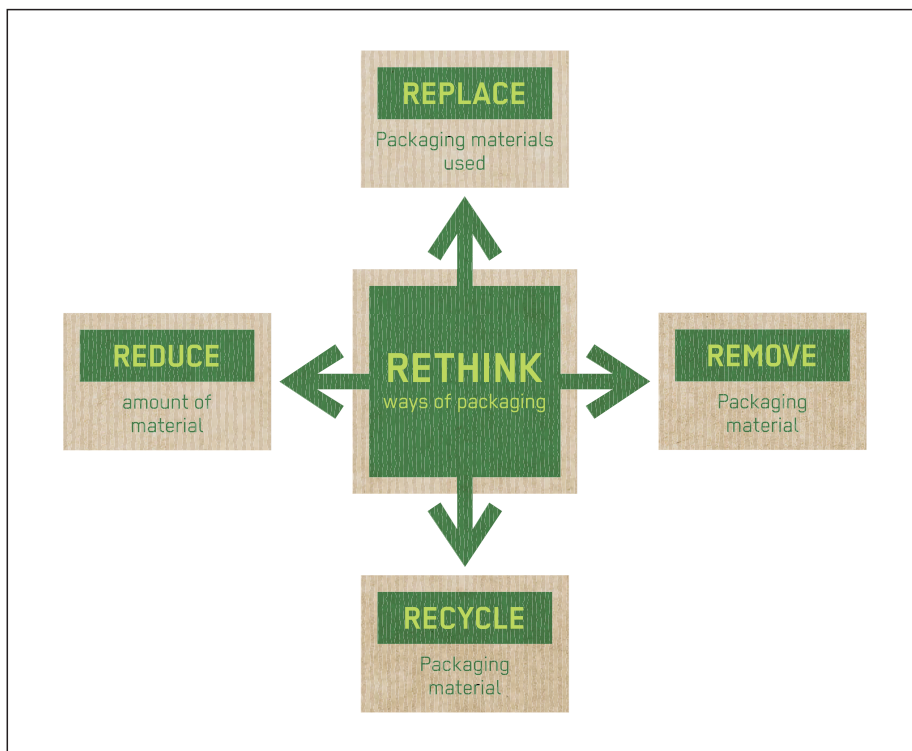 REPLACE
Packaging materials
used
REDUCE
amount of
material
RETHINK
ways of packaging
REMOVE
Packaging
material
RECYCLE
Packaging
material